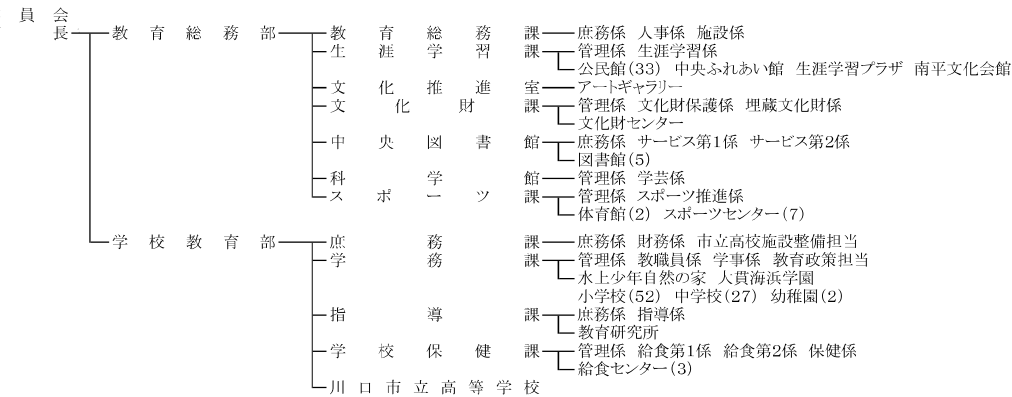 員会
長 教育総務部 教育総務課 庶務係 人事係 施設係
生涯学習課 管理係 生涯学習係
公民館(33) 中央ふれあい館 生涯学習プラザ 南平文化会館
文化推進室 アートギャラリー
文化財課 管理係 文化財保護係 埋蔵文化財係
文化財センター
中央図書館 庶務係 サービス第1係 サービス第2係
図書館(5)
科学館 管理係 学芸係
スポーツ課 管理係 スポーツ推進係
体育館(2) スポーツセンター(7)
学校教育部 庶務課 庶務係 財務係 市立高校施設整備担当
学務課 管理係 教職員係 学事係 教育政策担当
水上少年自然の家 大貫海浜学園
小学校(52) 中学校(27) 幼稚園(2)
指導課 庶務係 指導係
教育研究所
学校保健課 管理係 給食第1係 給食第2係 保健係
給食センター(3)
川口市立高等学校